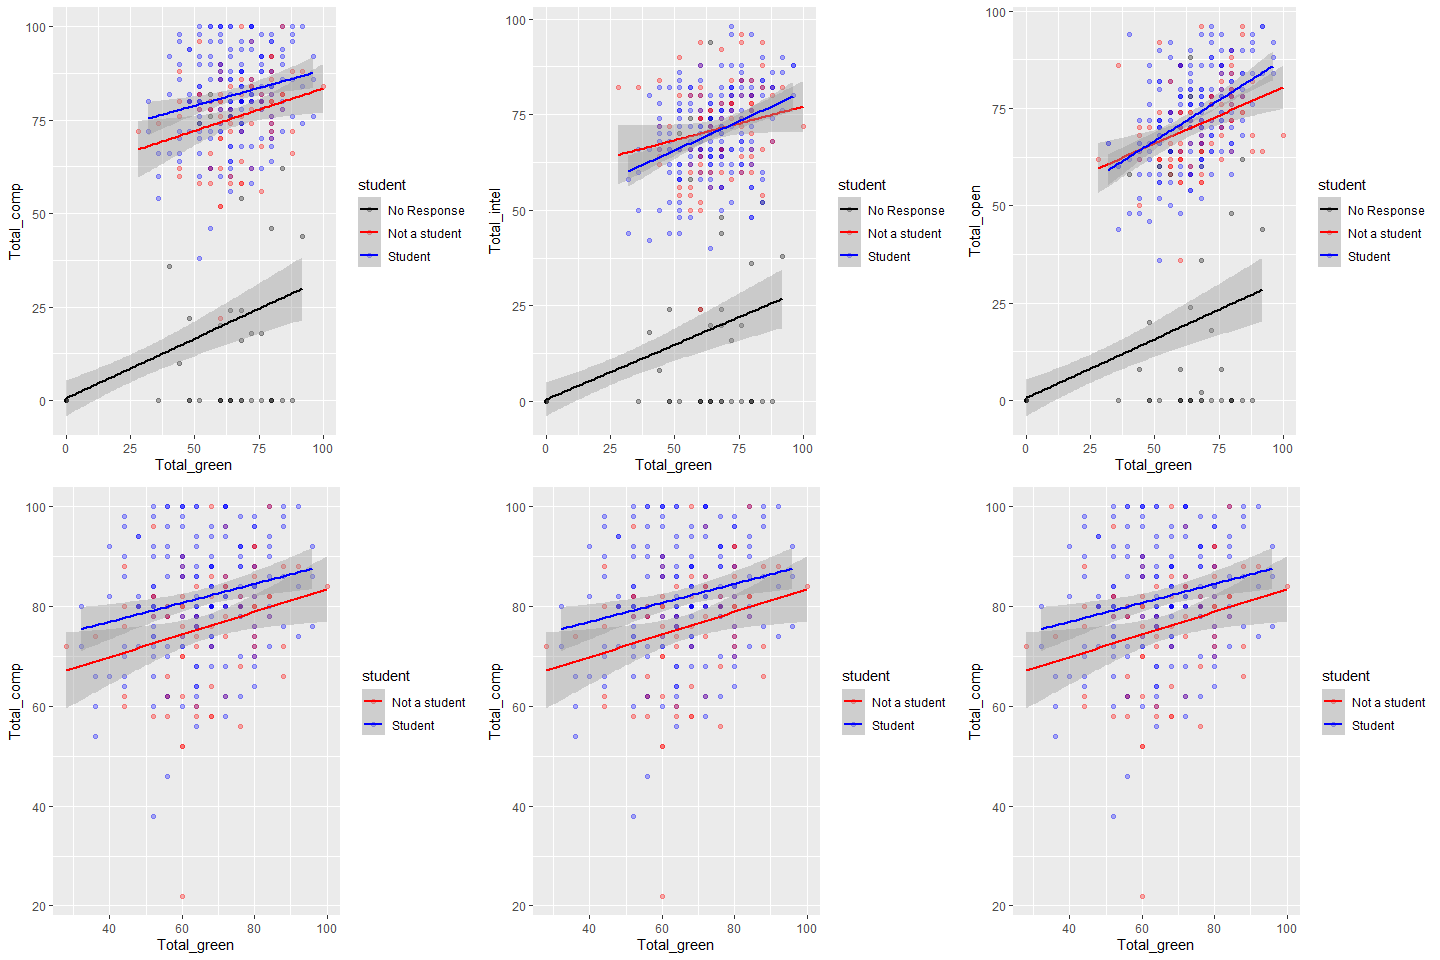 100
75
50
25
0
Total_comp
0
25
50
75
100
Total_green
student
No Response
Not a student
Student
100
75
50
25
0
Total_intel
0
25
50
75
100
Total_green
student
No Response
Not a student
Student
100
75
50
25
0
Total_open
0
25
50
75
100
Total_green
student
No Response
Not a student
Student
100
80
60
40
20
Total_comp
40
60
80
100
Total_green
student
Not a student
Student
100
80
60
40
20
Total_comp
40
60
80
100
Total_green
student
Not a student
Student
100
80
60
40
20
Total_comp
40
60
80
100
Total_green
student
Not a student
Student